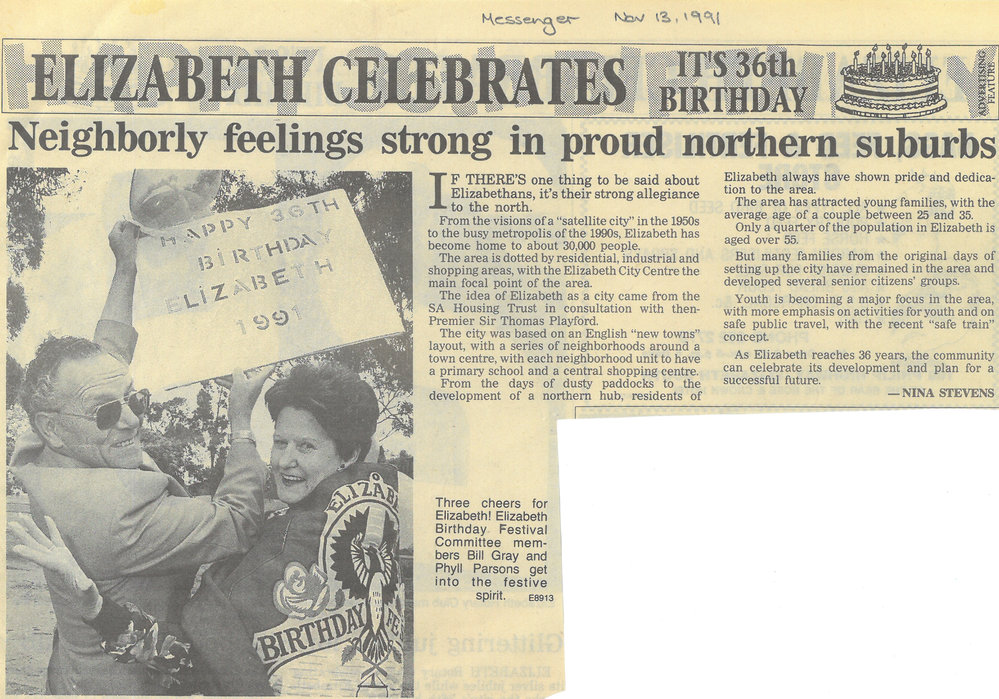 Messenger Nov 13, 1991
ELIZABETH CELEBRATES
IT'S 36th
BIRTHDAY
ADVERTISING
FEATURE
Neighborly feelings strong in proud northern suburbs
HAPPY 36TH
BIRTHDAY
ELIZABETH
1991
IF THERE'S one thing to be said about
Elizabethans, it's their strong allegiance
to the north.
From the visions of a "satellite city" in the 1950s
to the busy metropolis of the 1990s, Elizabeth has
become home to about 30,000 people.
The area is dotted by residential, industrial and
shopping areas, with the Elizabeth City Centre the
main focal point of the area.
The idea of Elizabeth as a city came from the
SA Housing Trust in consultation with then-
Premier Sir Thomas Playford.
The city was based on an English "new towns"
layout, with a series of neighborhoods around a
town centre, with each neighborhood unit to have
a primary school and a central shopping centre.
From the days of dusty paddocks to the
development of a northern hub, residents of
Elizabeth always have shown pride and dedica-
tion to the area.
The area has attracted young families, with the
average age of a couple between 25 and 35.
Only a quarter of the population in Elizabeth is
aged over 55.
But many families from the original days of
setting up the city have remained in the area and
developed several senior citizens' groups.
Youth is becoming a major focus in the area,
with more emphasis on activities for youth and on
safe public travel, with the recent "safe train"
concept.
As Elizabeth reaches 36 years, the community
can celebrate its development and plan for a
successful future.
— NINA STEVENS
ELIZAB
BIRTHDAY FE
Three cheers for
Elizabeth! Elizabeth
Birthday Festival
Committee mem-
bers Bill Gray and
Phyll Parsons get
into the festive
spirit. E8913